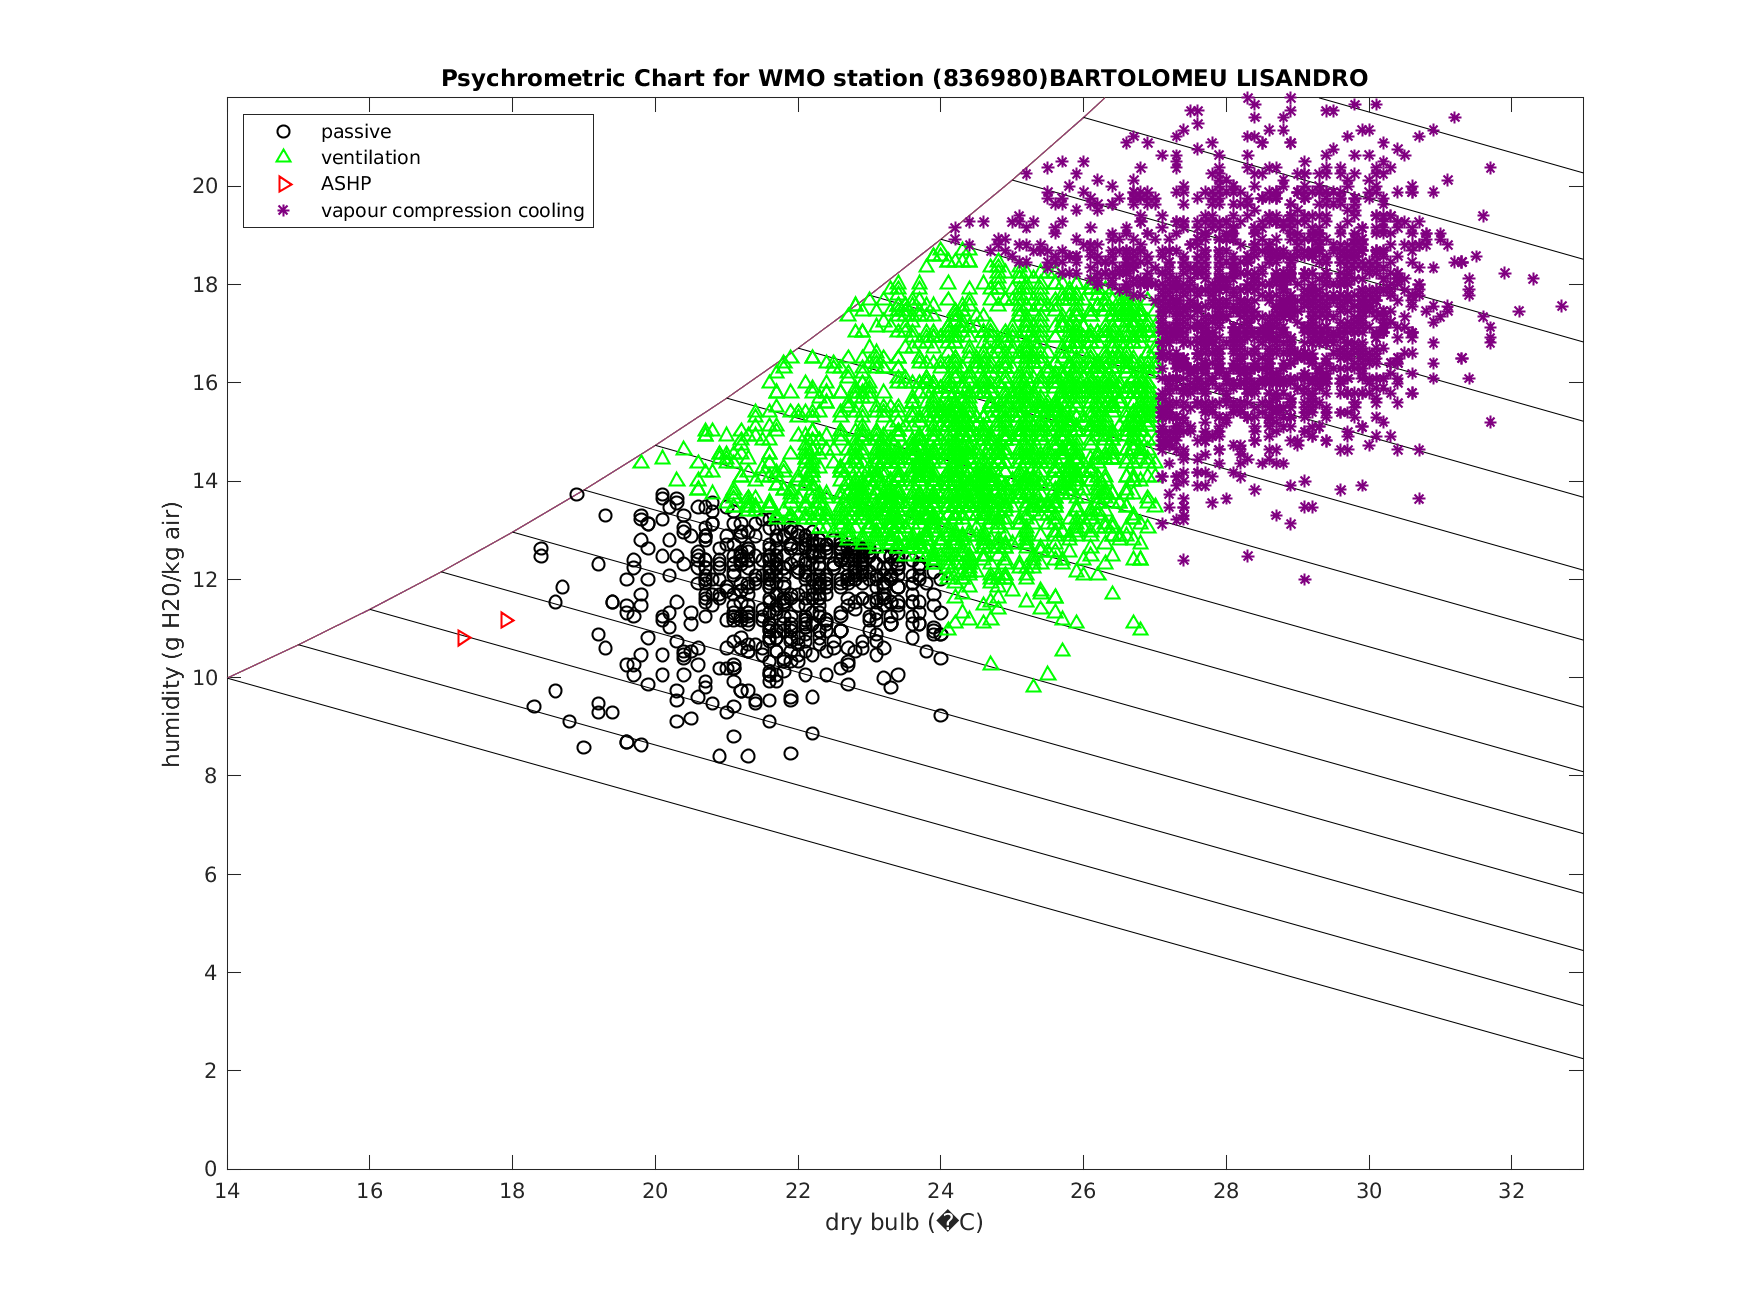 Psychrometric Chart for WMO station (836980)BARTOLOMEU LISANDRO
passive
ventilation
ASHP
vapour compression cooling
humidity (g H20/kg air)
20
18
16
14
12
10
8
6
4
2
0
14 16 18 20 22 24 26 28 30 32
dry bulb (�C)